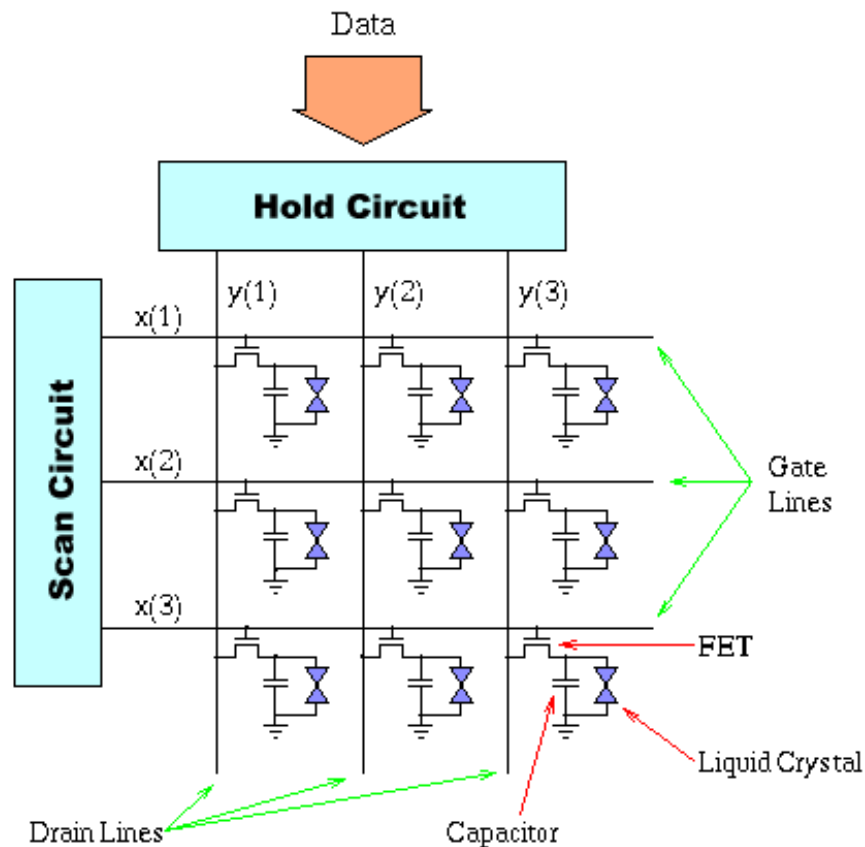 Data
Hold Circuit
y(1) y(2) y(3)
x(1)
Scan Circuit
x(2)
Gate
Lines
x(3)
FET
Liquid Crystal
Drain Lines
Capacitor